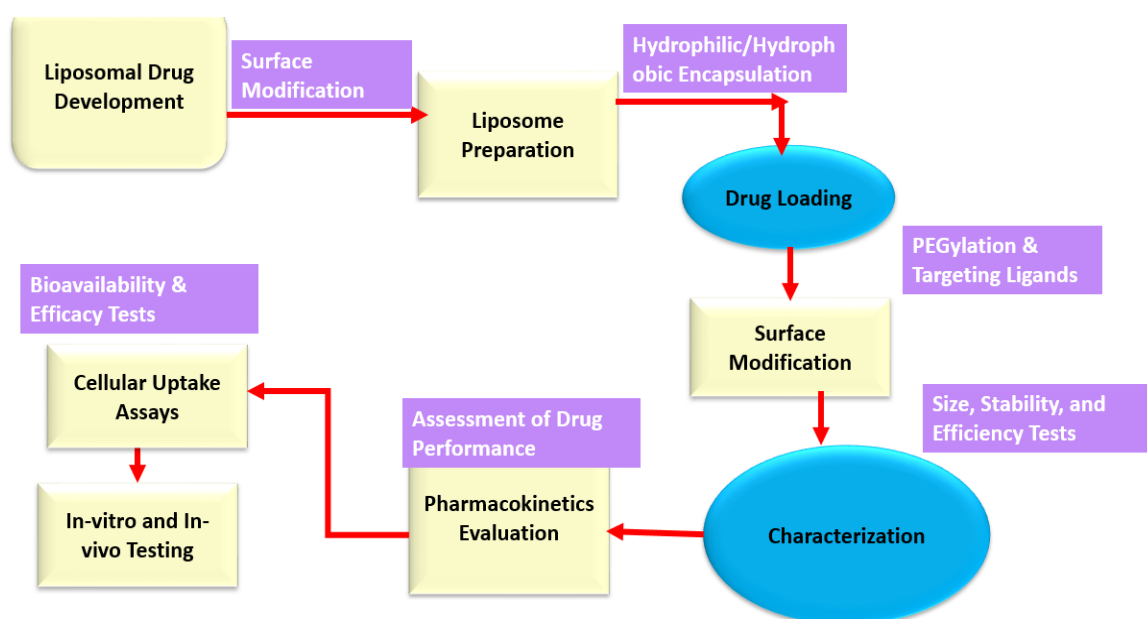 Liposomal Drug
Development
Surface
Modification
Liposome
Preparation
Hydrophilic/Hydroph
obic Encapsulation
Drug Loading
PEGylation &
Targeting Ligands
Surface
Modification
Size, Stability, and
Efficiency Tests
Characterization
Assessment of Drug
Performance
Pharmacokinetics
Evaluation
Bioavailability &
Efficacy Tests
Cellular Uptake
Assays
In-vitro and In-
vivo Testing